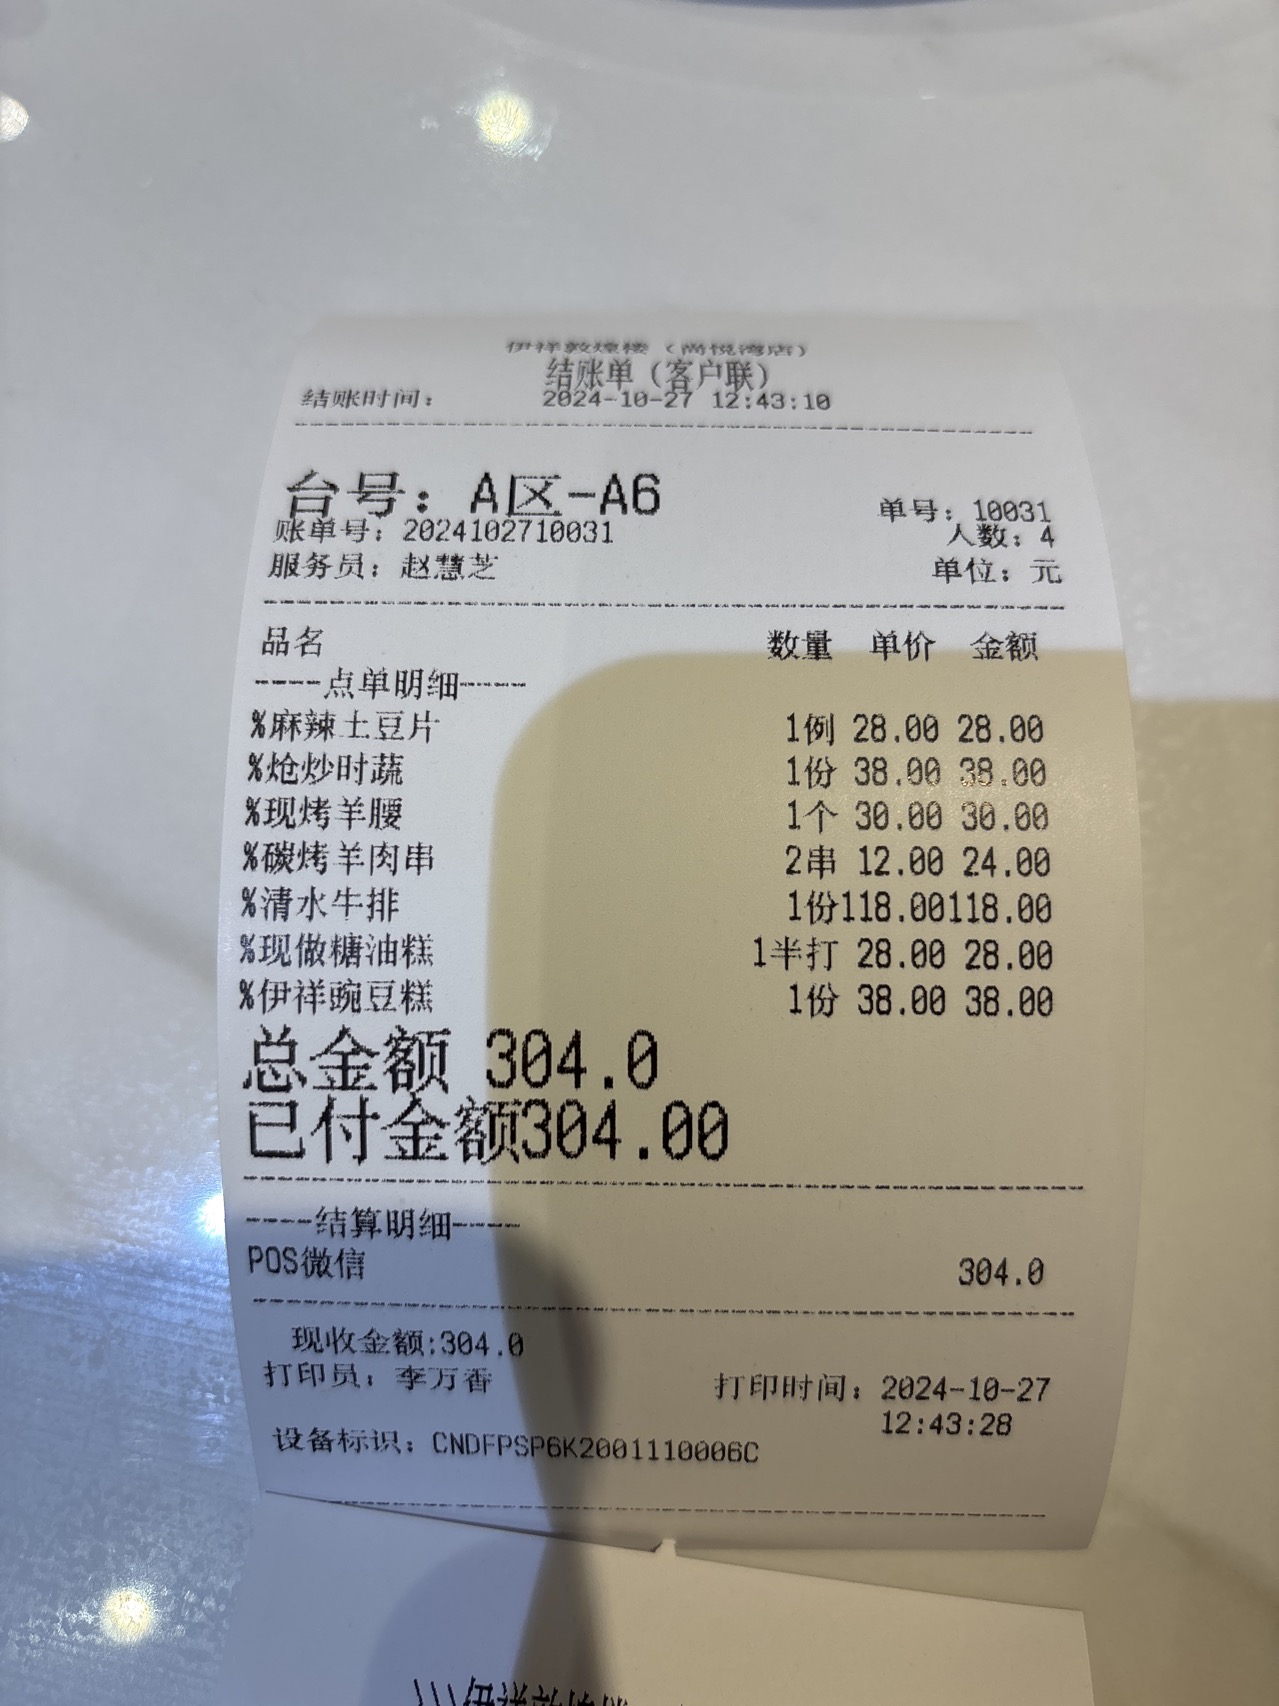 伊祥敦煌楼（尚悦湾店）
结账单（客户联）
结账时间： 2024-10-27 12:43:10
台号：A区-A6 单号：10031
账单号：2024102710031 人数：4
服务员：赵慧芝 单位：元
品名 数量 单价 金额
----点单明细----
%麻辣土豆片 1例 28.00 28.00
%炝炒时蔬 1份 38.00 38.00
%现烤羊腰 1个 30.00 30.00
%碳烤羊肉串 2串 12.00 24.00
%清水牛排 1份118.00118.00
%现做糖油糕 1半打 28.00 28.00
%伊祥豌豆糕 1份 38.00 38.00
总金额 304.0
已付金额304.00
----结算明细----
POS微信 304.0
现收金额:304.0
打印员：李万香 打印时间：2024-10-27
12:43:28
设备标识：CNDFPSP6K2001110006C